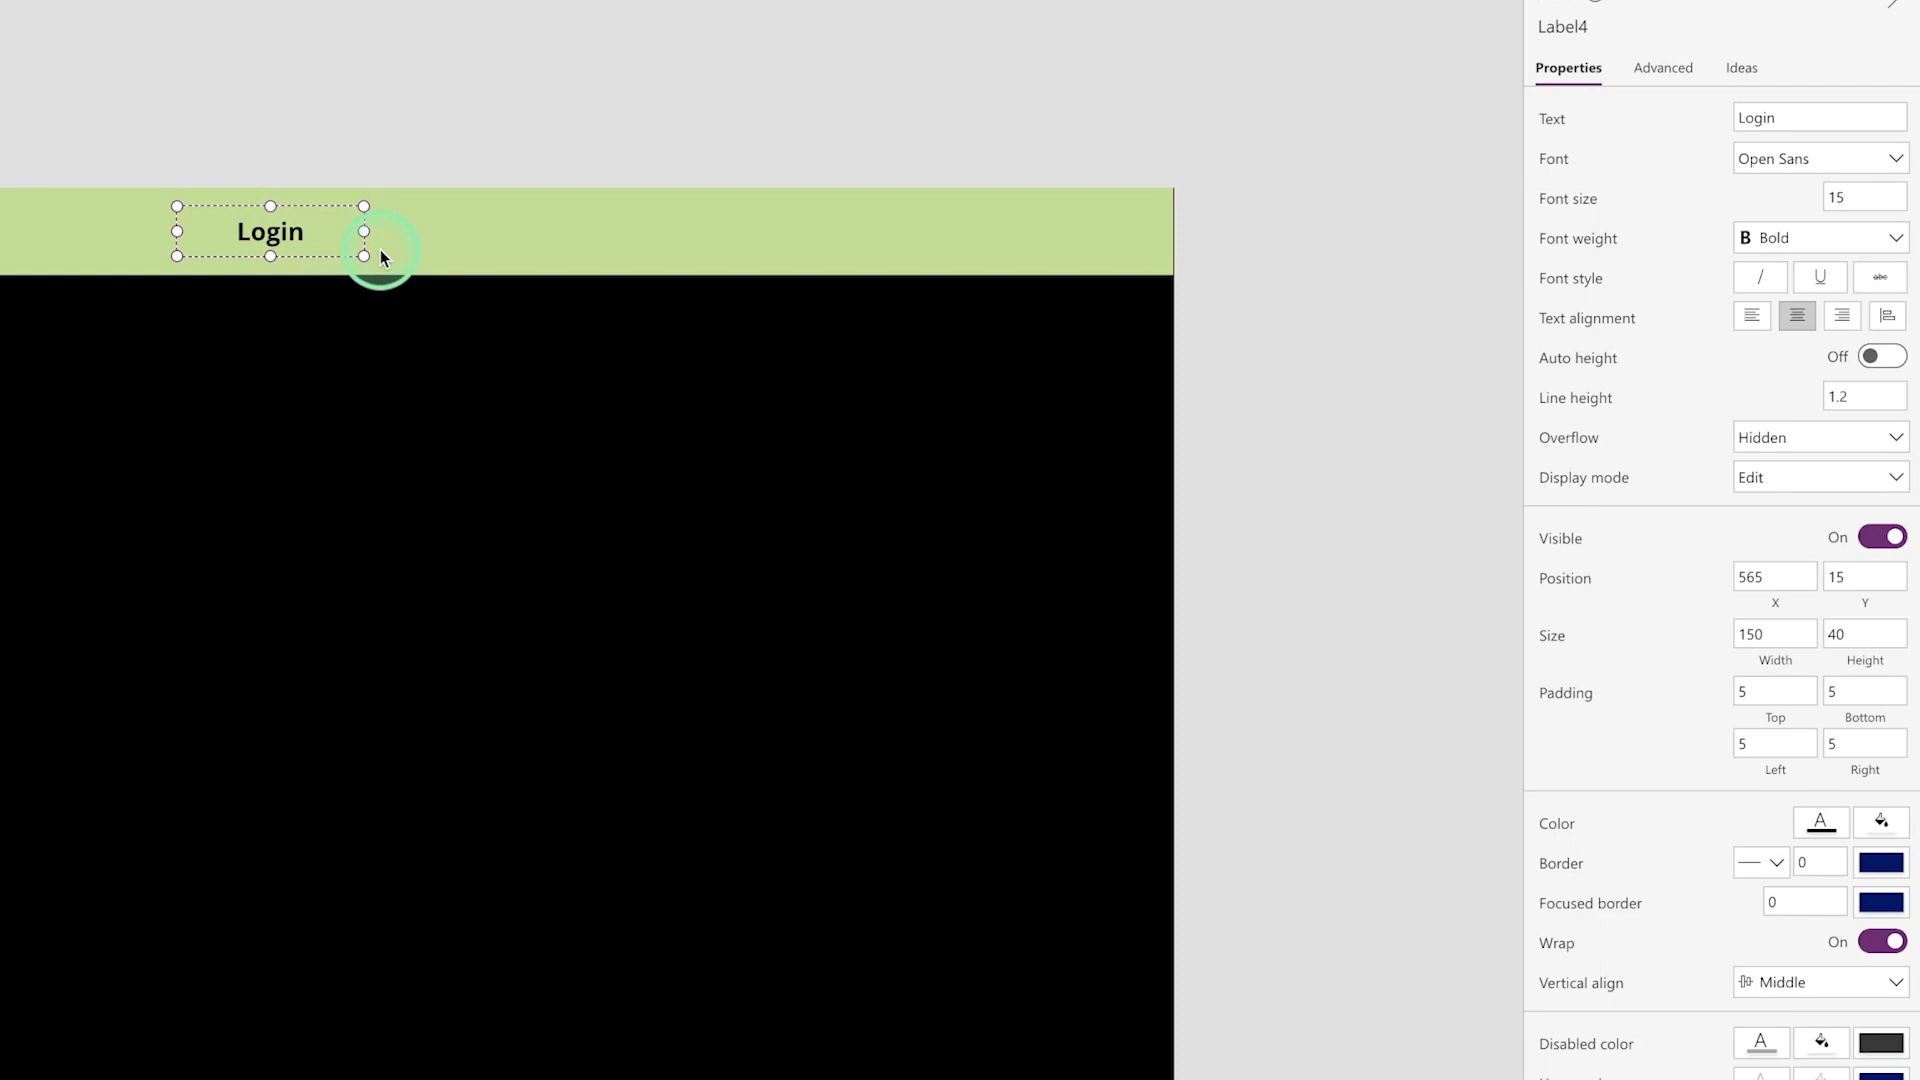 Label4
Properties Advanced Ideas
Text Login
Font Open Sans
Font size 15
Font weight B Bold
Font style / U abc
Text alignment
Auto height Off
Line height 1.2
Overflow Hidden
Display mode Edit
Visible On
Position 565 15
X Y
Size 150 40
Width Height
Padding 5 5
Top Bottom
5 5
Left Right
Color A
Border 0
Focused border 0
Wrap On
Vertical align Middle
Disabled color A
Login